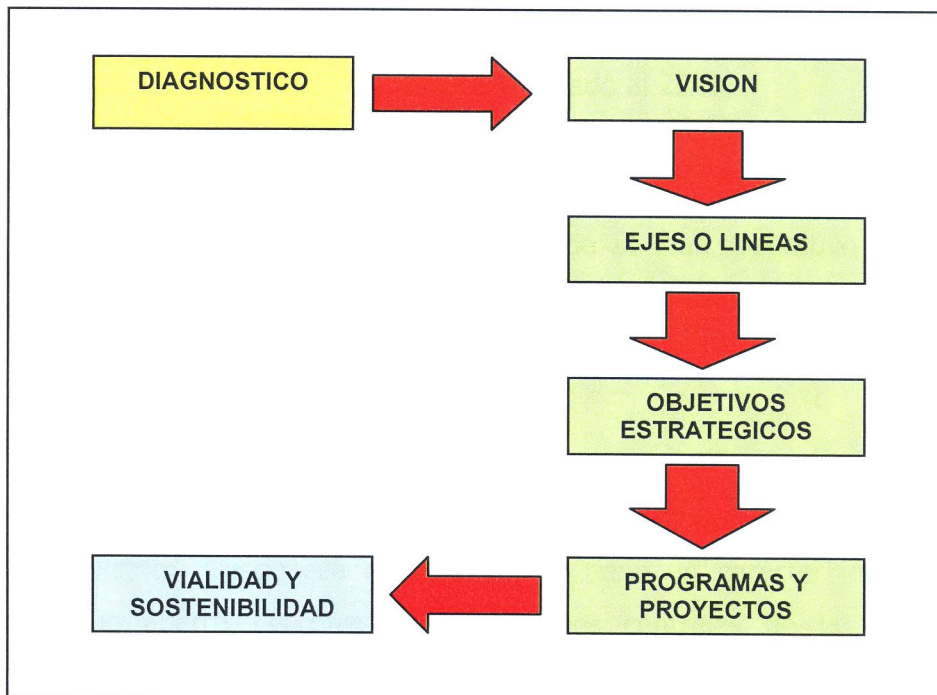 DIAGNOSTICO
VISION
EJES O LINEAS
OBJETIVOS
ESTRATEGICOS
PROGRAMAS Y
PROYECTOS
VIALIDAD Y
SOSTENIBILIDAD